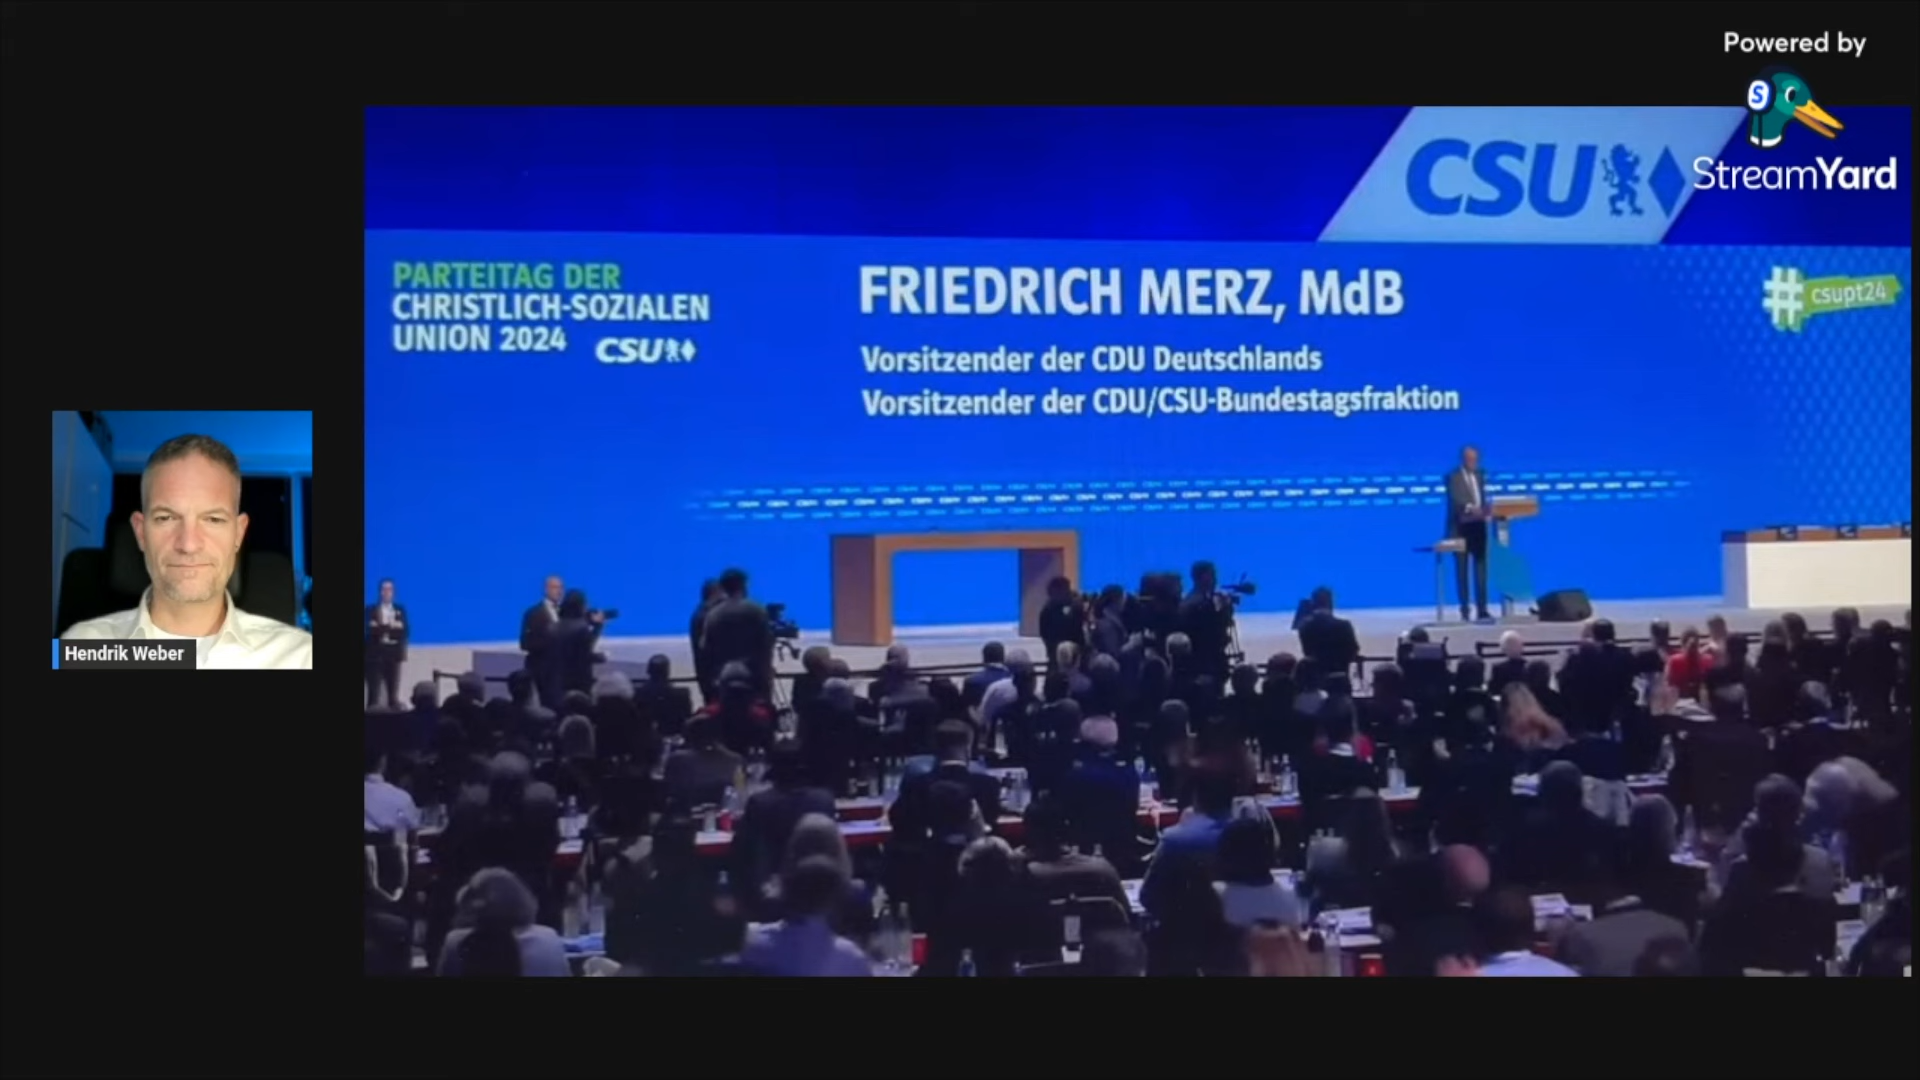 Powered by
StreamYard
CSU
PARTEITAG DER
CHRISTLICH-SOZIALEN
UNION 2024
CSU
FRIEDRICH MERZ, MdB
Vorsitzender der CDU Deutschlands
Vorsitzender der CDU/CSU-Bundestagsfraktion
#csupt24
Hendrik Weber